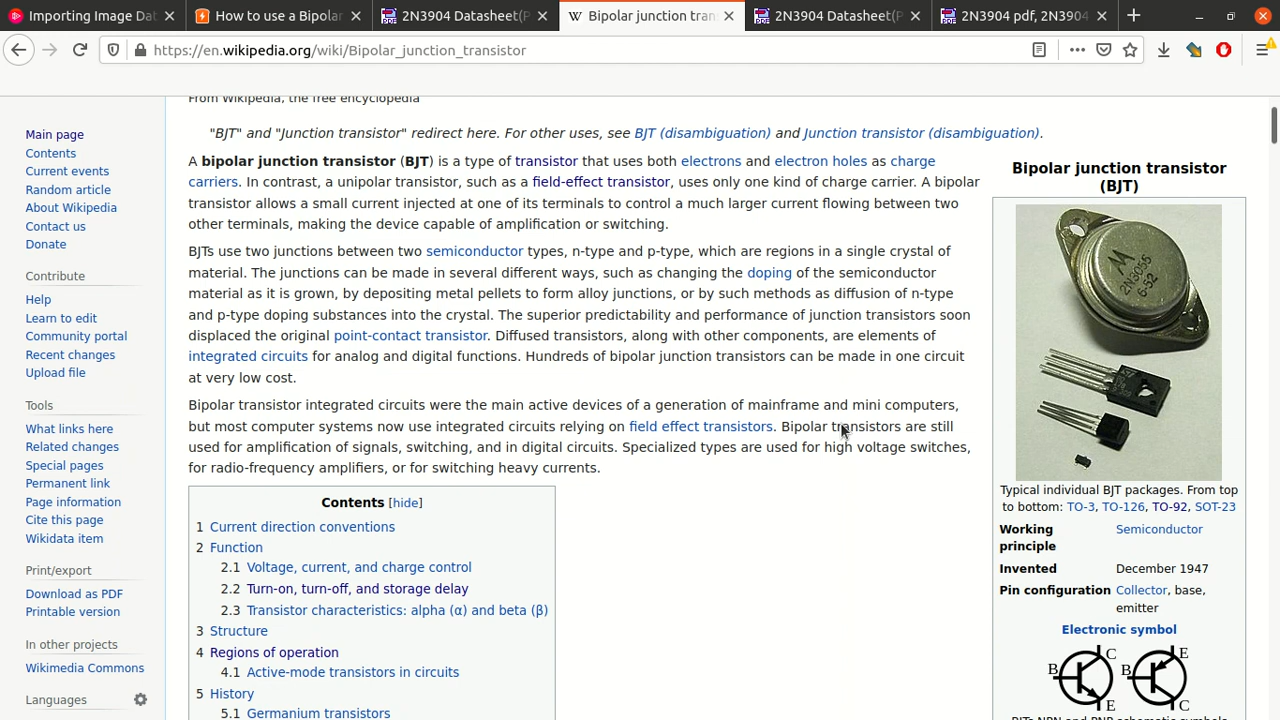 Importing Image Dat
How to use a Bipolar
2N3904 Datasheet(P
Bipolar junction tran
2N3904 Datasheet(P
2N3904 pdf, 2N3904
https://en.wikipedia.org/wiki/Bipolar_junction_transistor
Main page
Contents
Current events
Random article
About Wikipedia
Contact us
Donate
Contribute
Help
Learn to edit
Community portal
Recent changes
Upload file
Tools
What links here
Related changes
Special pages
Permanent link
Page information
Cite this page
Wikidata item
Print/export
Download as PDF
Printable version
In other projects
Wikimedia Commons
Languages
From Wikipedia, the free encyclopedia
"BJT" and "Junction transistor" redirect here. For other uses, see BJT (disambiguation) and Junction transistor (disambiguation).
A bipolar junction transistor (BJT) is a type of transistor that uses both electrons and electron holes as charge
carriers. In contrast, a unipolar transistor, such as a field-effect transistor, uses only one kind of charge carrier. A bipolar
transistor allows a small current injected at one of its terminals to control a much larger current flowing between two
other terminals, making the device capable of amplification or switching.
BJTs use two junctions between two semiconductor types, n-type and p-type, which are regions in a single crystal of
material. The junctions can be made in several different ways, such as changing the doping of the semiconductor
material as it is grown, by depositing metal pellets to form alloy junctions, or by such methods as diffusion of n-type
and p-type doping substances into the crystal. The superior predictability and performance of junction transistors soon
displaced the original point-contact transistor. Diffused transistors, along with other components, are elements of
integrated circuits for analog and digital functions. Hundreds of bipolar junction transistors can be made in one circuit
at very low cost.
Bipolar transistor integrated circuits were the main active devices of a generation of mainframe and mini computers,
but most computer systems now use integrated circuits relying on field effect transistors. Bipolar transistors are still
used for amplification of signals, switching, and in digital circuits. Specialized types are used for high voltage switches,
for radio-frequency amplifiers, or for switching heavy currents.
Contents [hide]
1 Current direction conventions
2 Function
2.1 Voltage, current, and charge control
2.2 Turn-on, turn-off, and storage delay
2.3 Transistor characteristics: alpha (α) and beta (β)
3 Structure
4 Regions of operation
4.1 Active-mode transistors in circuits
5 History
5.1 Germanium transistors
Bipolar junction transistor
(BJT)
2N3055
6-52
Typical individual BJT packages. From top
to bottom: TO-3, TO-126, TO-92, SOT-23
Working principle Semiconductor
Invented December 1947
Pin configuration Collector, base, emitter
Electronic symbol
B C E
B E C
BJTs NPN and PNP schematic symbols